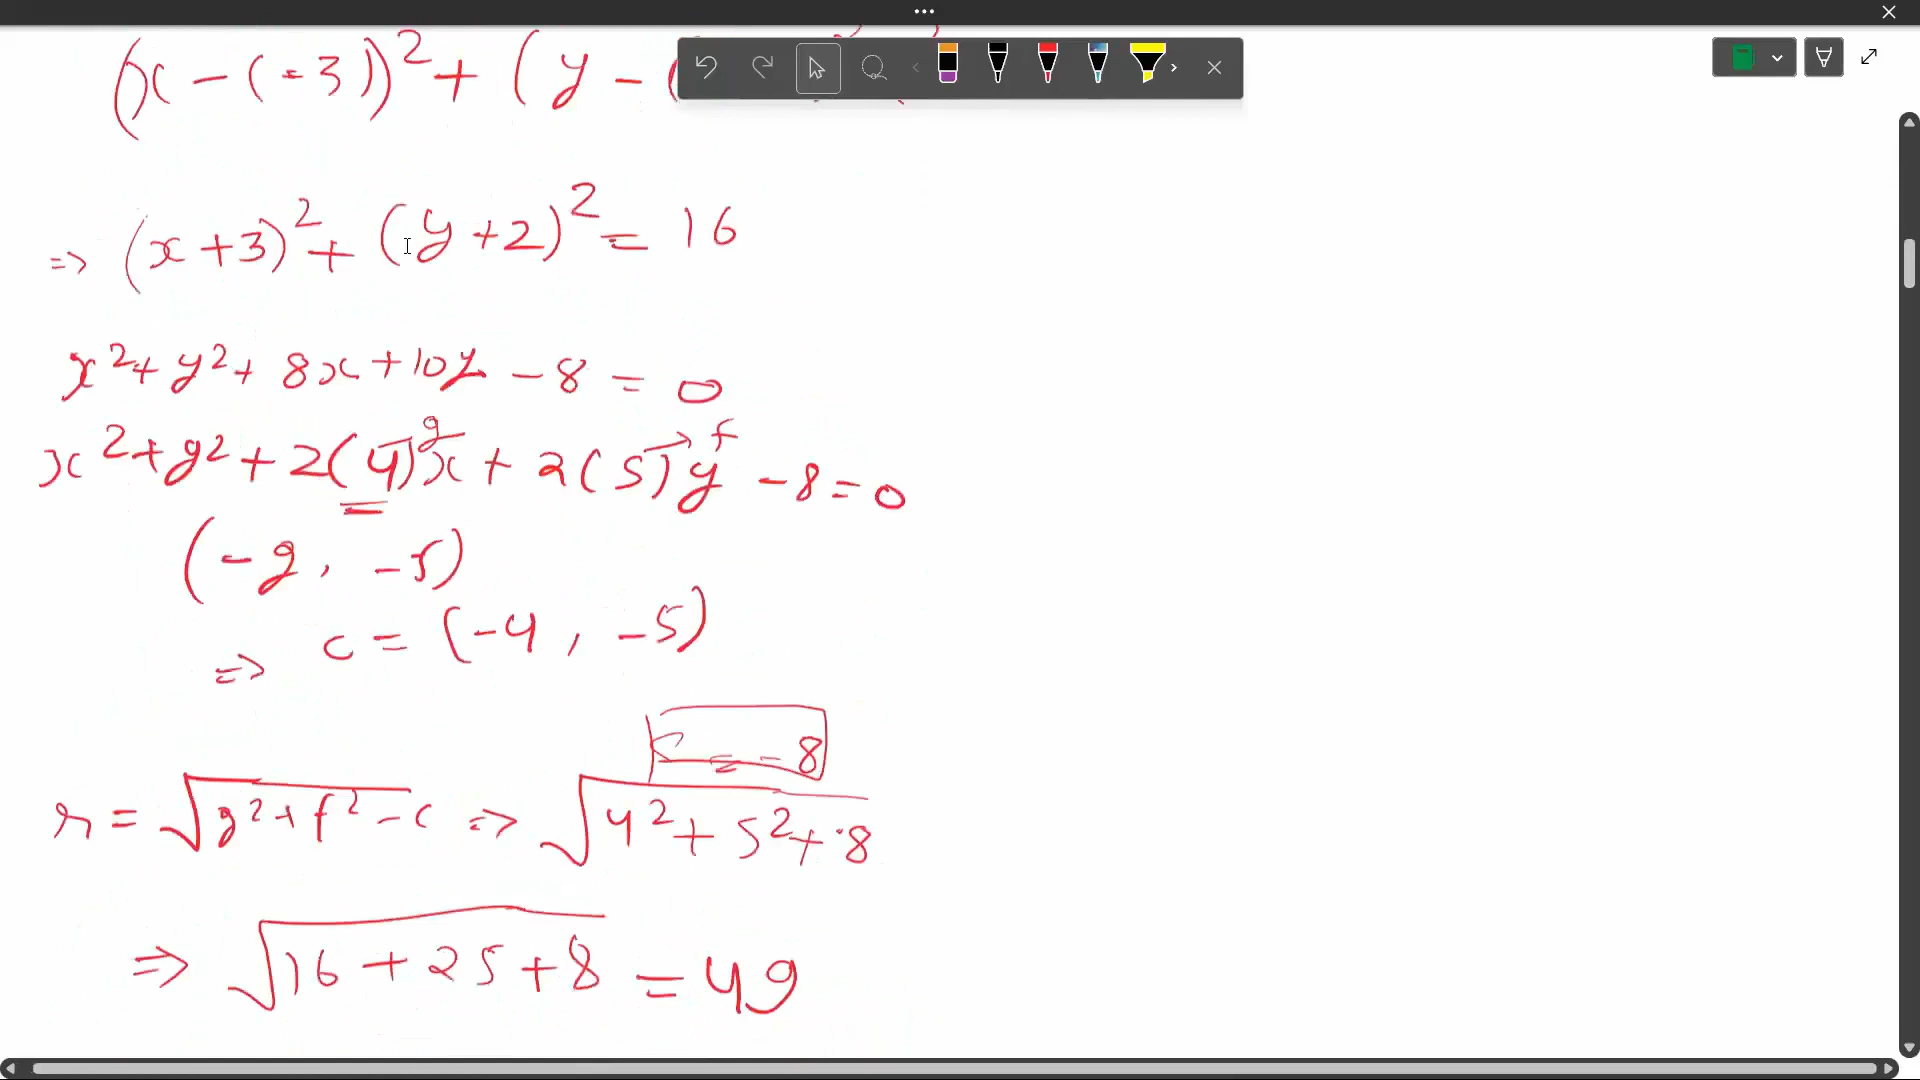 (x - (-3))² + (y - (
=> (x + 3)² + (y + 2)² = 16
x² + y² + 8x + 10y - 8 = 0
x² + y² + 2(4)x + 2(5)y - 8 = 0
g f
(-g, -5)
=> c = (-4, -5)
c = -8
r = √g² + f² - c => √4² + 5² + 8
=> √16 + 25 + 8 = 49